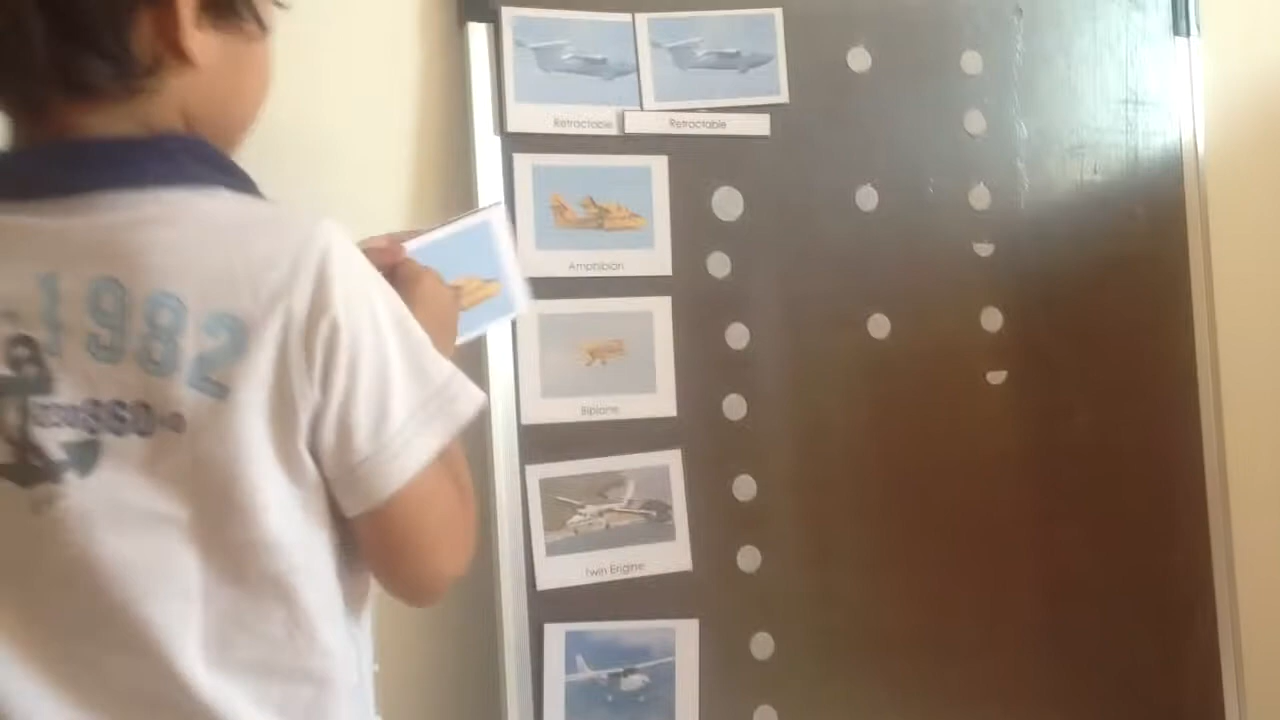 Retractable
Retractable
Amphibian
Biplane
Twin Engine
1982